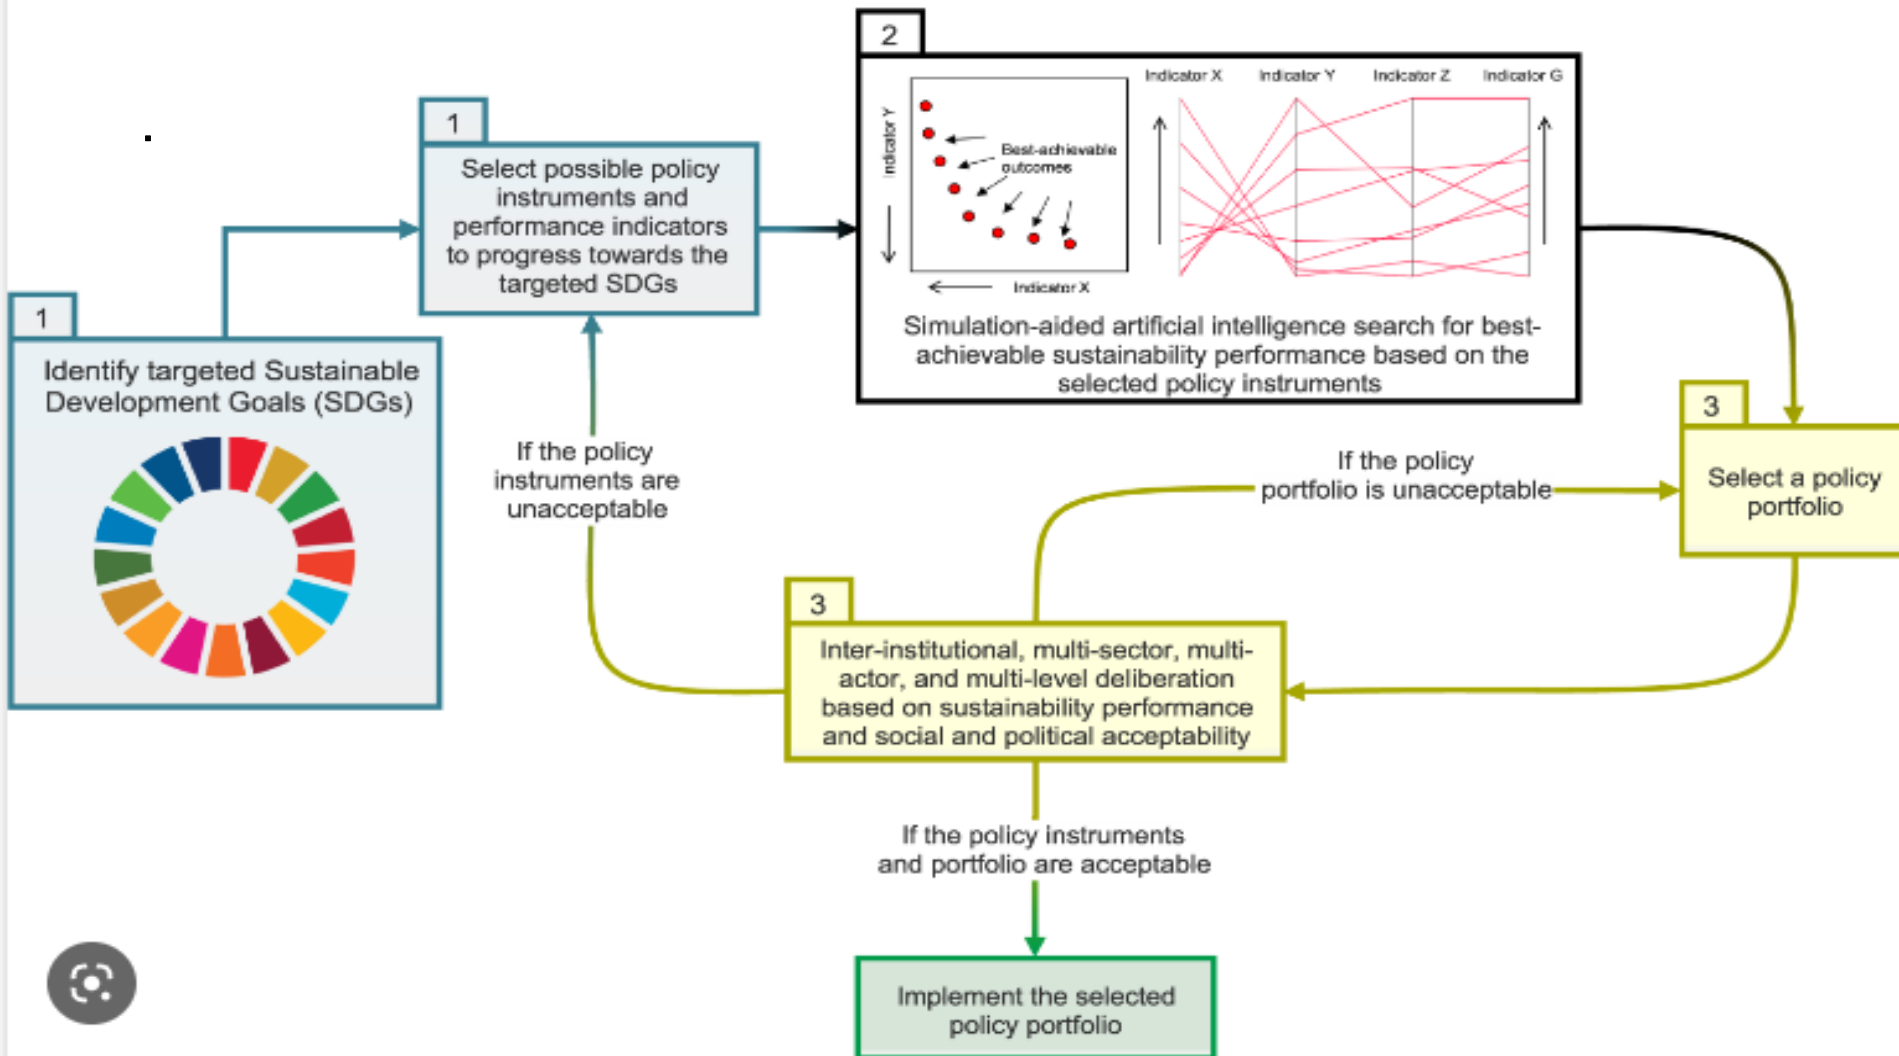 1
Identify targeted Sustainable
Development Goals (SDGs)
1
Select possible policy
instruments and
performance indicators
to progress towards the
targeted SDGs
2
Indicator Y
Best-achievable
outcomes
Indicator X
Indicator X
Indicator Y
Indicator Z
Indicator G
Simulation-aided artificial intelligence search for best-
achievable sustainability performance based on the
selected policy instruments
3
Select a policy
portfolio
If the policy
portfolio is unacceptable
If the policy
instruments are
unacceptable
3
Inter-institutional, multi-sector, multi-
actor, and multi-level deliberation
based on sustainability performance
and social and political acceptability
If the policy instruments
and portfolio are acceptable
Implement the selected
policy portfolio